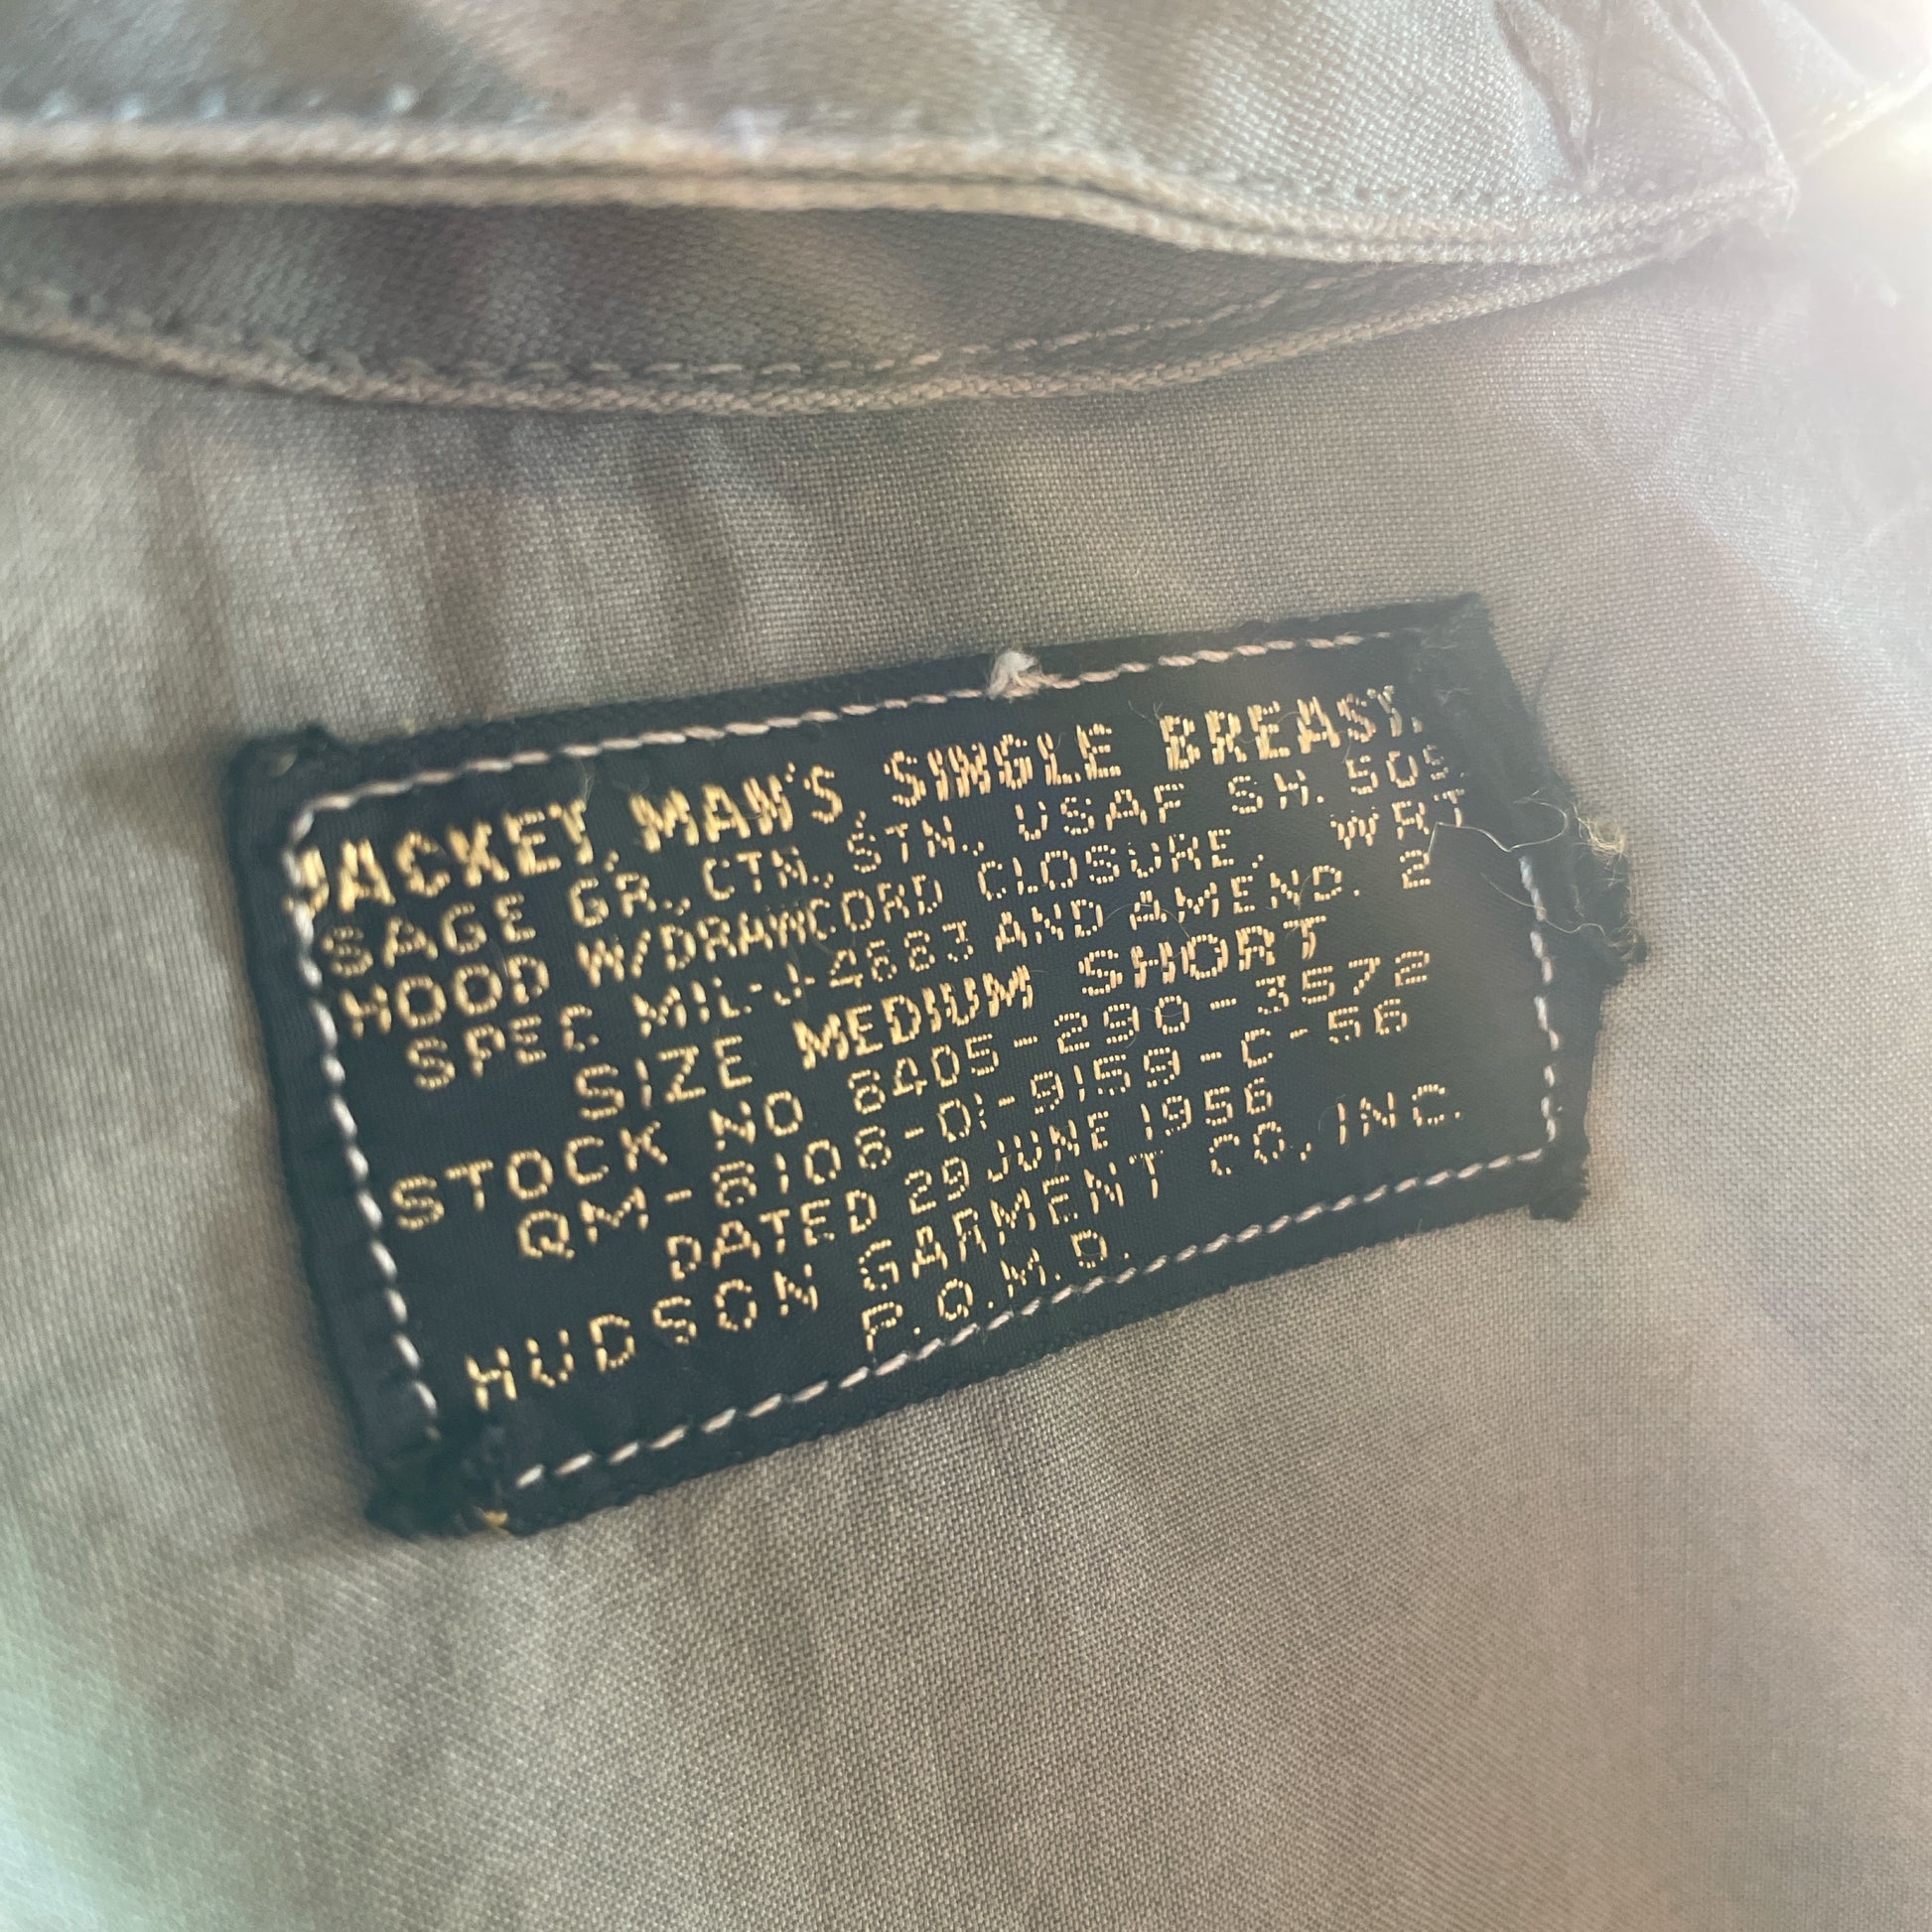 JACKET, MAN'S, SINGLE BREAST,
SAGE GR., CTN., STN., USAF SH. 509,
HOOD W/DRAWCORD CLOSURE, WRT
SPEC MIL-J-4883 AND AMEND. 2
SIZE MEDIUM SHORT
STOCK NO 8405-290-3572
QM-8108-OI-9159-C-56
DATED 29 JUNE 1956
HUDSON GARMENT CO., INC.
P.Q.M.D.